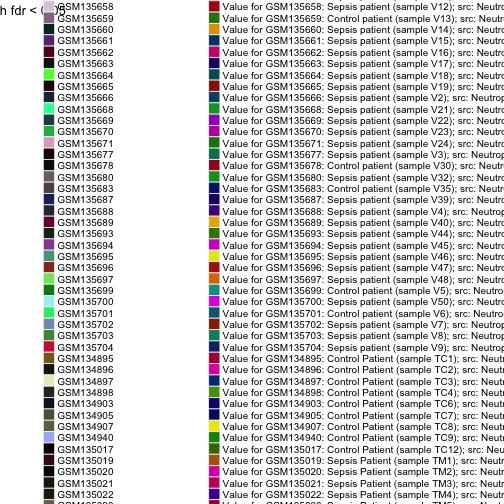 h fdr < 0.05
GSM135658 Value for GSM135658: Sepsis patient (sample V12); src: Neutro
GSM135659 Value for GSM135659: Control patient (sample V13); src: Neutr
GSM135660 Value for GSM135660: Sepsis patient (sample V14); src: Neutro
GSM135661 Value for GSM135661: Sepsis patient (sample V15); src: Neutro
GSM135662 Value for GSM135662: Sepsis patient (sample V16); src: Neutro
GSM135663 Value for GSM135663: Sepsis patient (sample V17); src: Neutro
GSM135664 Value for GSM135664: Sepsis patient (sample V18); src: Neutro
GSM135665 Value for GSM135665: Sepsis patient (sample V19); src: Neutro
GSM135666 Value for GSM135666: Sepsis patient (sample V2); src: Neutrop
GSM135668 Value for GSM135668: Sepsis patient (sample V21); src: Neutro
GSM135669 Value for GSM135669: Sepsis patient (sample V22); src: Neutro
GSM135670 Value for GSM135670: Sepsis patient (sample V23); src: Neutro
GSM135671 Value for GSM135671: Sepsis patient (sample V24); src: Neutro
GSM135677 Value for GSM135677: Sepsis patient (sample V3); src: Neutrop
GSM135678 Value for GSM135678: Control patient (sample V30); src: Neutr
GSM135680 Value for GSM135680: Sepsis patient (sample V32); src: Neutro
GSM135683 Value for GSM135683: Control patient (sample V35); src: Neutr
GSM135687 Value for GSM135687: Sepsis patient (sample V39); src: Neutro
GSM135688 Value for GSM135688: Sepsis patient (sample V4); src: Neutrop
GSM135689 Value for GSM135689: Sepsis patient (sample V40); src: Neutro
GSM135693 Value for GSM135693: Sepsis patient (sample V44); src: Neutro
GSM135694 Value for GSM135694: Sepsis patient (sample V45); src: Neutro
GSM135695 Value for GSM135695: Sepsis patient (sample V46); src: Neutro
GSM135696 Value for GSM135696: Sepsis patient (sample V47); src: Neutro
GSM135697 Value for GSM135697: Sepsis patient (sample V48); src: Neutro
GSM135699 Value for GSM135699: Control patient (sample V5); src: Neutro
GSM135700 Value for GSM135700: Sepsis patient (sample V50); src: Neutro
GSM135701 Value for GSM135701: Control patient (sample V6); src: Neutro
GSM135702 Value for GSM135702: Sepsis patient (sample V7); src: Neutrop
GSM135703 Value for GSM135703: Sepsis patient (sample V8); src: Neutrop
GSM135704 Value for GSM135704: Sepsis patient (sample V9); src: Neutrop
GSM134895 Value for GSM134895: Control Patient (sample TC1); src: Neutr
GSM134896 Value for GSM134896: Control Patient (sample TC2); src: Neutr
GSM134897 Value for GSM134897: Control Patient (sample TC3); src: Neutr
GSM134898 Value for GSM134898: Control Patient (sample TC4); src: Neutr
GSM134903 Value for GSM134903: Control Patient (sample TC6); src: Neutr
GSM134905 Value for GSM134905: Control Patient (sample TC7); src: Neutr
GSM134907 Value for GSM134907: Control Patient (sample TC8); src: Neutr
GSM134940 Value for GSM134940: Control Patient (sample TC9); src: Neutr
GSM135017 Value for GSM135017: Control Patient (sample TC12); src: Neu
GSM135019 Value for GSM135019: Sepsis Patient (sample TM1); src: Neutr
GSM135020 Value for GSM135020: Sepsis Patient (sample TM2); src: Neutr
GSM135021 Value for GSM135021: Sepsis Patient (sample TM3); src: Neutr
GSM135022 Value for GSM135022: Sepsis Patient (sample TM4); src: Neutr